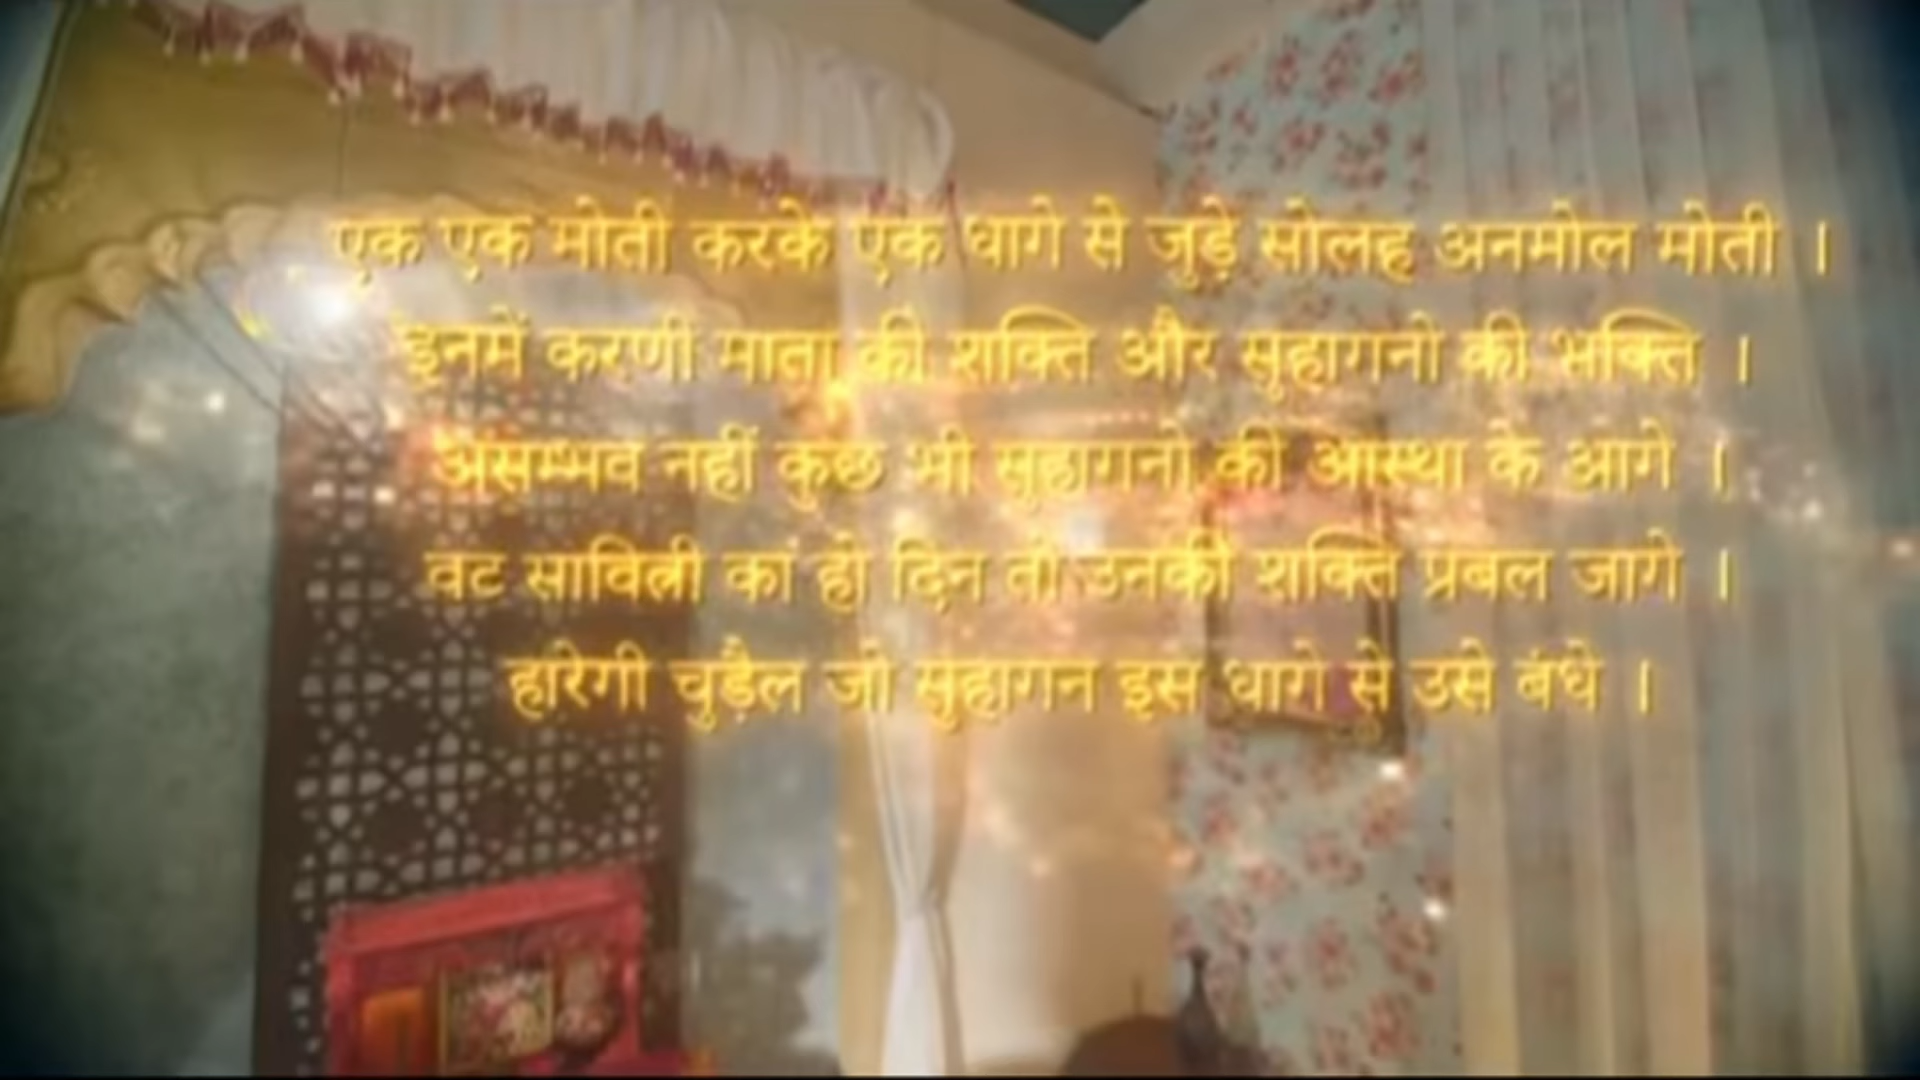 एक एक मोती करके एक धागे से जुड़े सोलह अनमोल मोती ।
इनमें करणी माता की शक्ति और सुहागनो की भक्ति ।
असम्भव नहीं कुछ भी सुहागनो की आस्था के आगे ।
वट सावित्री का हो दिन तो उनकी शक्ति प्रबल जागे ।
हारेगी चुड़ैल जो सुहागन इस धागे से उसे बंधे ।